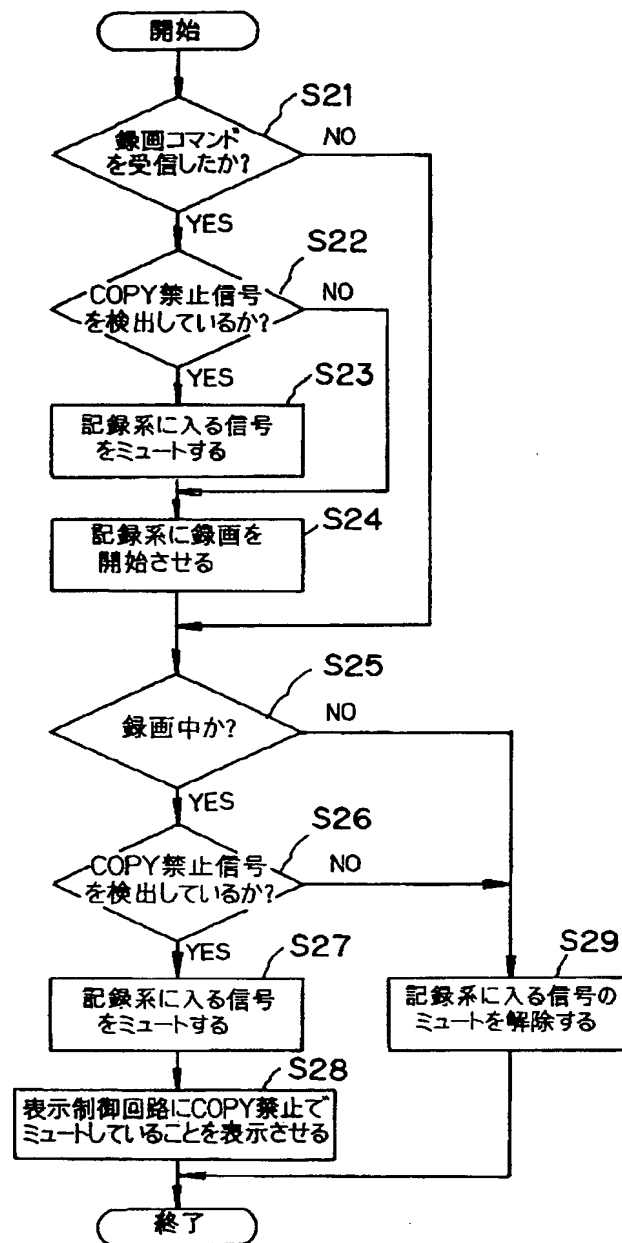 開始
S21
録画コマンド
を受信したか?
NO
YES
S22
COPY禁止信号
を検出しているか?
NO
YES
S23
記録系に入る信号
をミュートする
S24
記録系に録画を
開始させる
S25
録画中か?
NO
YES
S26
COPY禁止信号
を検出しているか?
NO
YES
S27
記録系に入る信号
をミュートする
S29
記録系に入る信号の
ミュートを解除する
S28
表示制御回路にCOPY禁止で
ミュートしていることを表示させる
終了